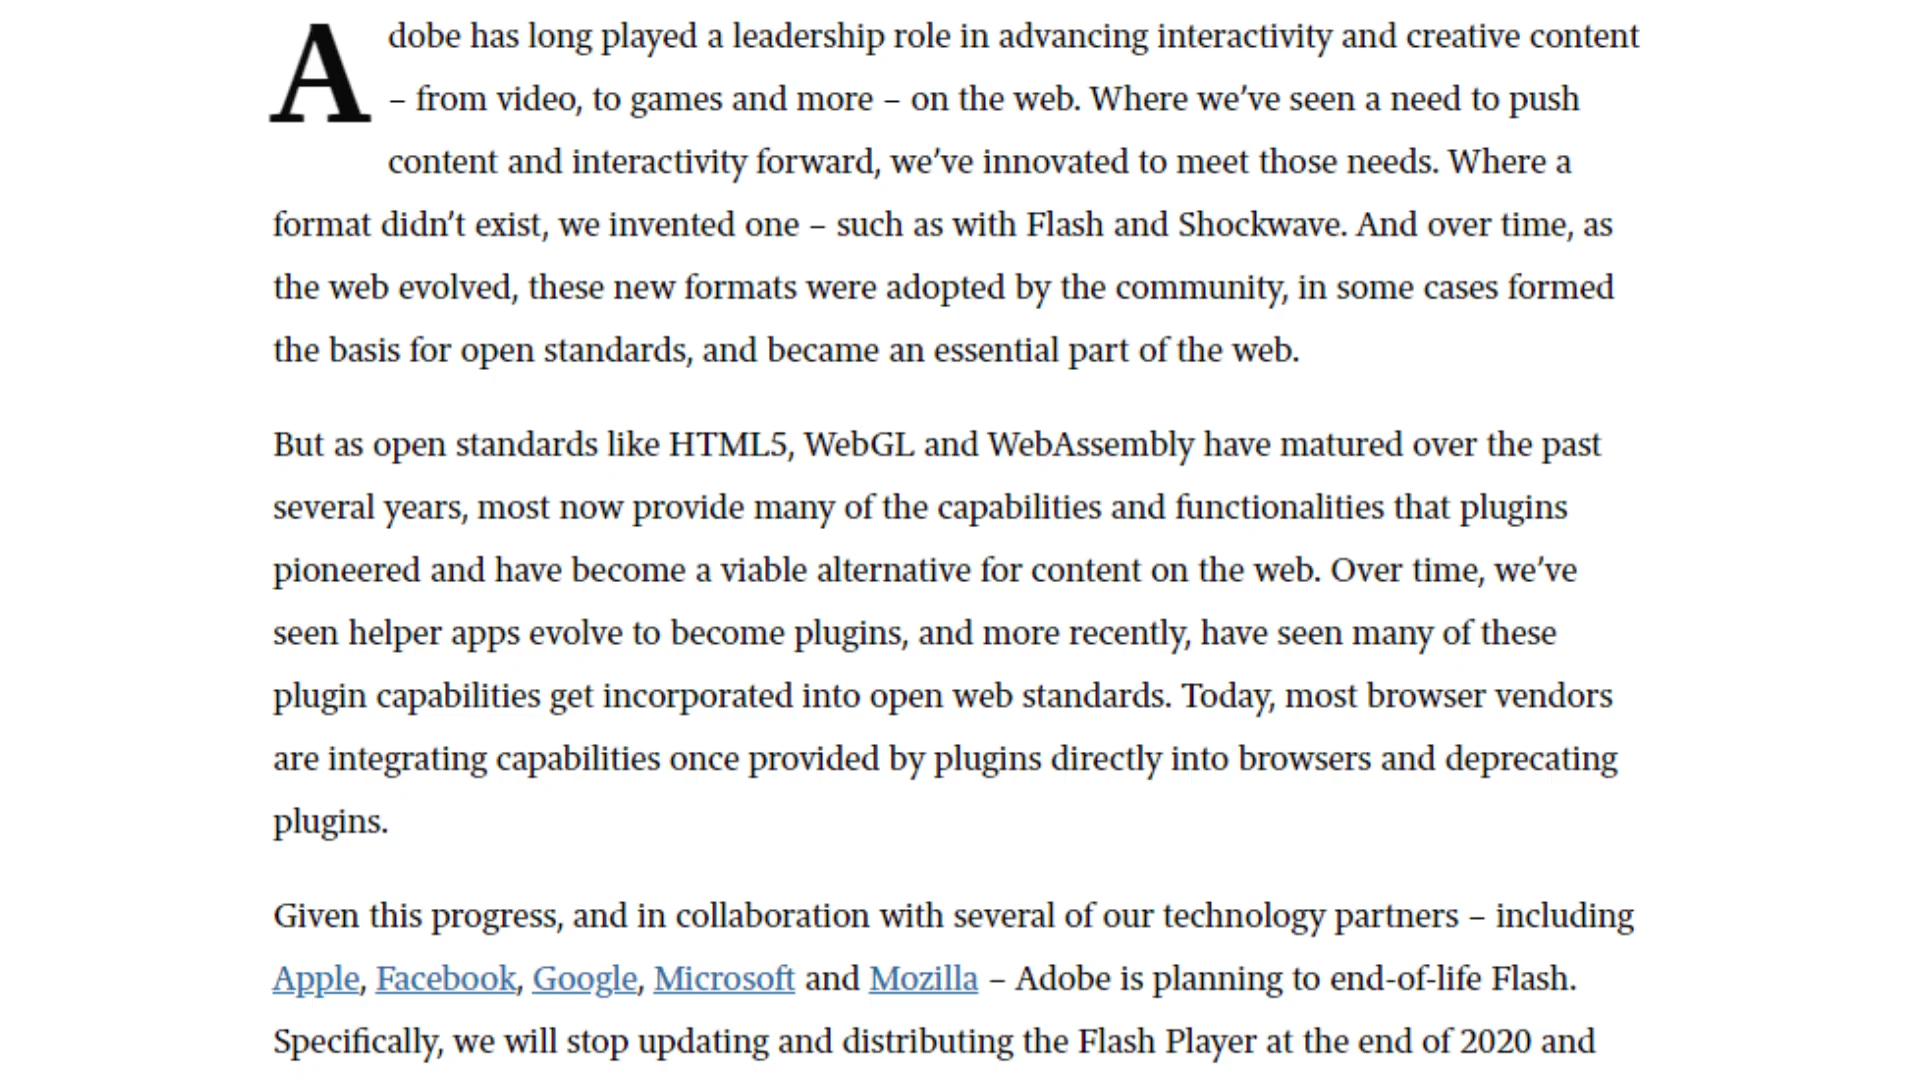 Adobe has long played a leadership role in advancing interactivity and creative content
– from video, to games and more – on the web. Where we’ve seen a need to push
content and interactivity forward, we’ve innovated to meet those needs. Where a
format didn’t exist, we invented one – such as with Flash and Shockwave. And over time, as
the web evolved, these new formats were adopted by the community, in some cases formed
the basis for open standards, and became an essential part of the web.
But as open standards like HTML5, WebGL and WebAssembly have matured over the past
several years, most now provide many of the capabilities and functionalities that plugins
pioneered and have become a viable alternative for content on the web. Over time, we’ve
seen helper apps evolve to become plugins, and more recently, have seen many of these
plugin capabilities get incorporated into open web standards. Today, most browser vendors
are integrating capabilities once provided by plugins directly into browsers and deprecating
plugins.
Given this progress, and in collaboration with several of our technology partners – including
Apple, Facebook, Google, Microsoft and Mozilla – Adobe is planning to end-of-life Flash.
Specifically, we will stop updating and distributing the Flash Player at the end of 2020 and